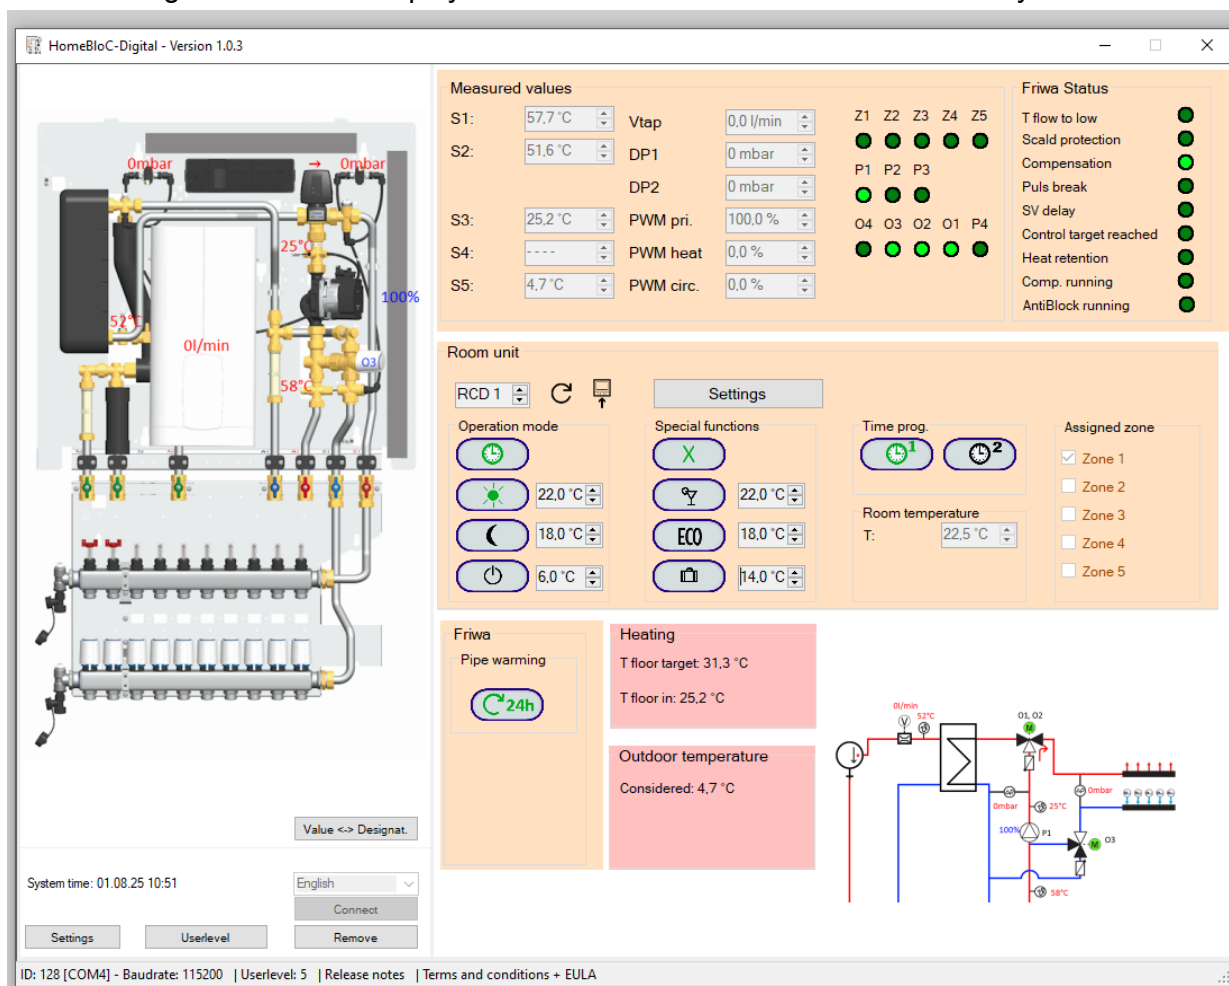 HomeBloC-Digital - Version 1.0.3
0mbar → 0mbar
25°C
100%
52°C
0l/min
O3
58°C
Value <-> Designat.
System time: 01.08.25 10:51
English
Connect
Settings Userlevel Remove
Measured values
S1: 57,7 °C Vtap 0,0 l/min Z1 Z2 Z3 Z4 Z5
S2: 51,6 °C DP1 0 mbar
DP2 0 mbar P1 P2 P3
S3: 25,2 °C PWM pri. 100,0 % O4 O3 O2 O1 P4
S4: - - - - PWM heat 0,0 %
S5: 4,7 °C PWM circ. 0,0 %
Friwa Status
T flow to low
Scald protection
Compensation
Puls break
SV delay
Control target reached
Heat retention
Comp. running
AntiBlock running
Room unit
RCD 1 Settings
Operation mode
22,0 °C
18,0 °C
6,0 °C
Special functions
X
22,0 °C
ECO 18,0 °C
14,0 °C
Time prog.
1 2
Room temperature
T: 22,5 °C
Assigned zone
Zone 1
Zone 2
Zone 3
Zone 4
Zone 5
Friwa
Pipe warming
24h
Heating
T floor target: 31,3 °C
T floor in: 25,2 °C
Outdoor temperature
Considered: 4,7 °C
0l/min
V 52°C O1, O2
M
0mbar 25°C 0mbar
100% P1 M O3
58°C
ID: 128 [COM4] - Baudrate: 115200 | Userlevel: 5 | Release notes | Terms and conditions + EULA